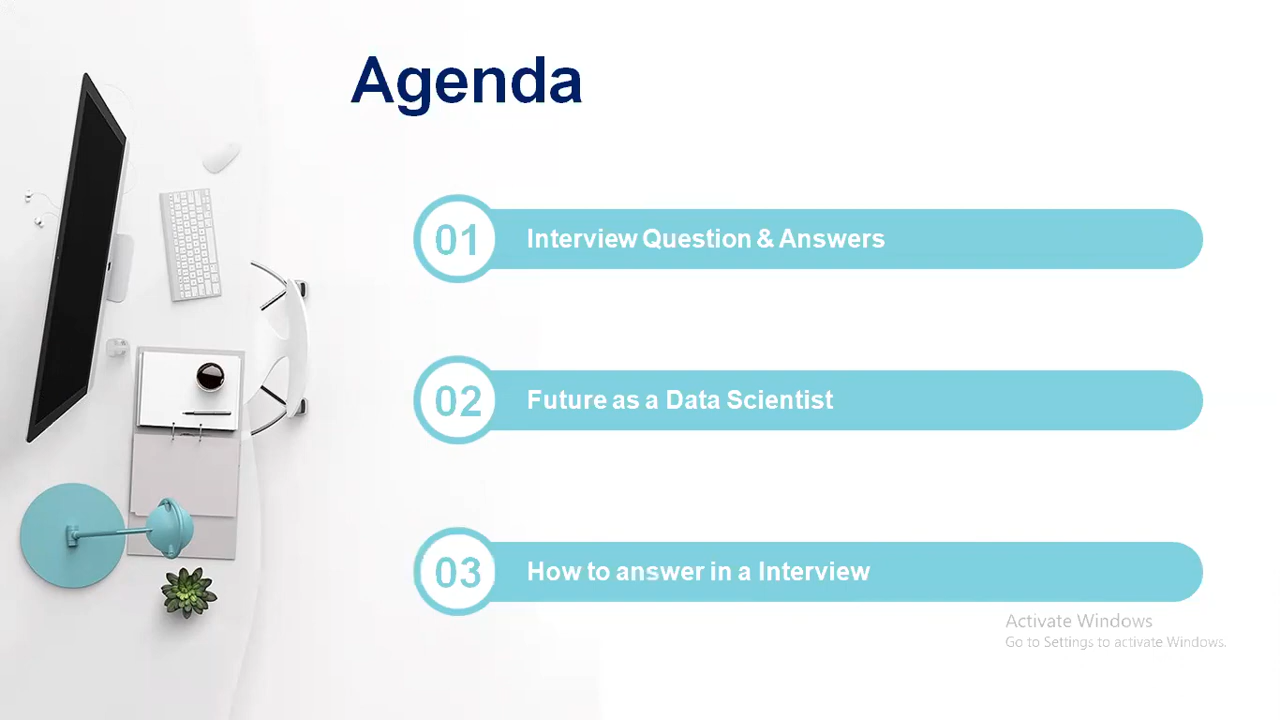 Agenda
01 Interview Question & Answers
02 Future as a Data Scientist
03 How to answer in a Interview
Activate Windows
Go to Settings to activate Windows.